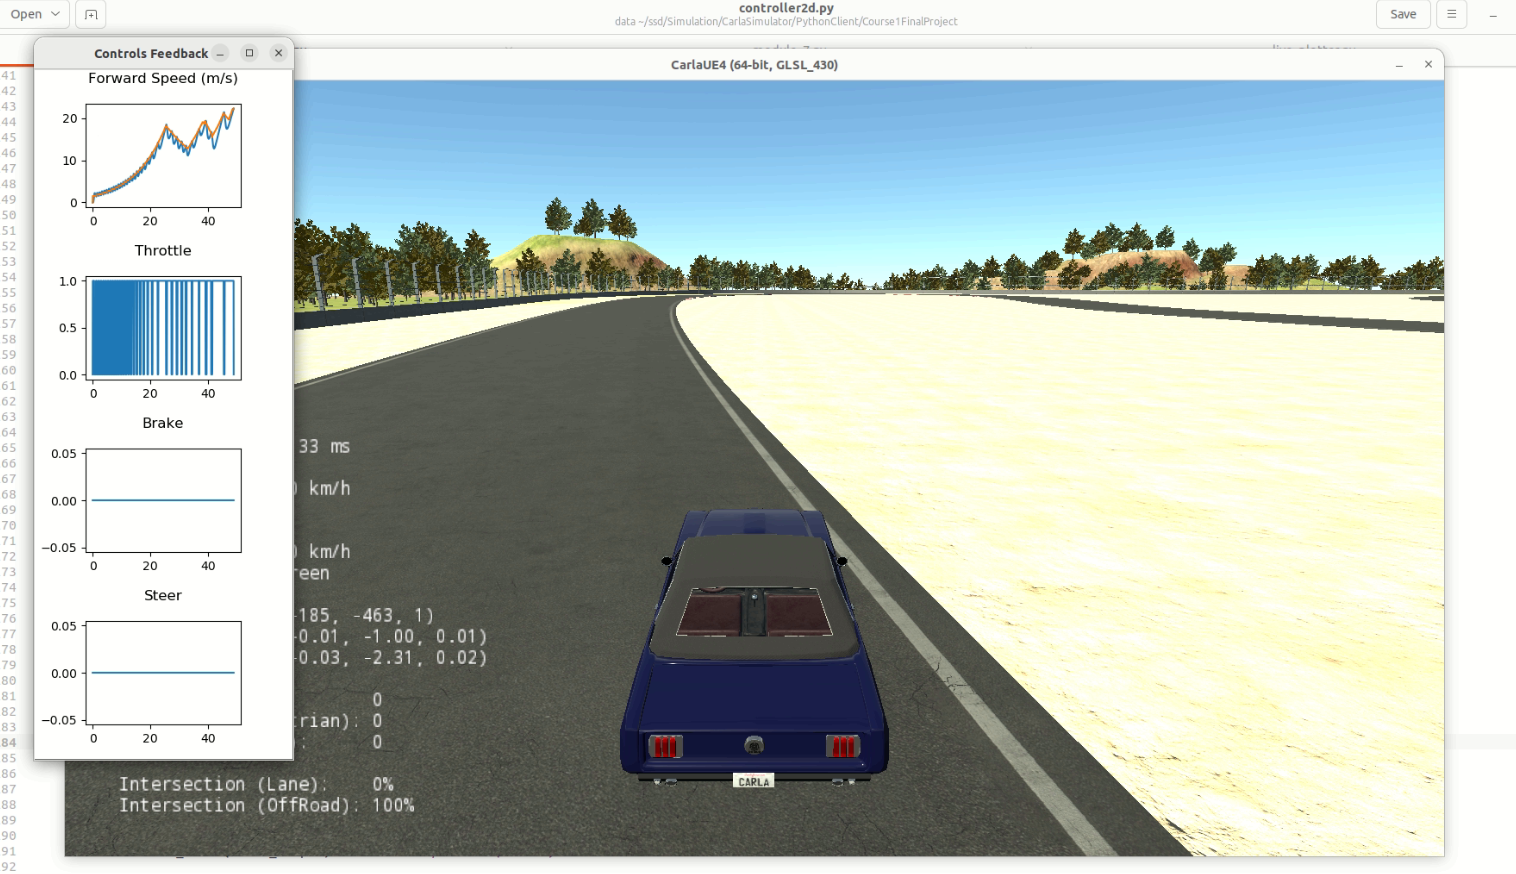 Open
controller2d.py
data ~/ssd/Simulation/CarlaSimulator/PythonClient/Course1FinalProject
Save
Controls Feedback
CarlaUE4 (64-bit, GLSL_430)
Forward Speed (m/s)
20
10
0
0 20 40
Throttle
1.0
0.5
0.0
0 20 40
Brake
0.05
0.00
−0.05
0 20 40
Steer
0.05
0.00
−0.05
0 20 40
33 ms
km/h
km/h
reen
185, -463, 1)
0.01, -1.00, 0.01)
0.03, -2.31, 0.02)
0
trian): 0
: 0
Intersection (Lane): 0%
Intersection (OffRoad): 100%
CARLA
41
42
43
44
45
46
47
48
49
50
51
52
53
54
55
56
57
58
59
60
61
62
63
64
65
66
67
68
69
70
71
72
73
74
75
76
77
78
79
80
81
82
83
84
85
86
87
88
89
90
91
92